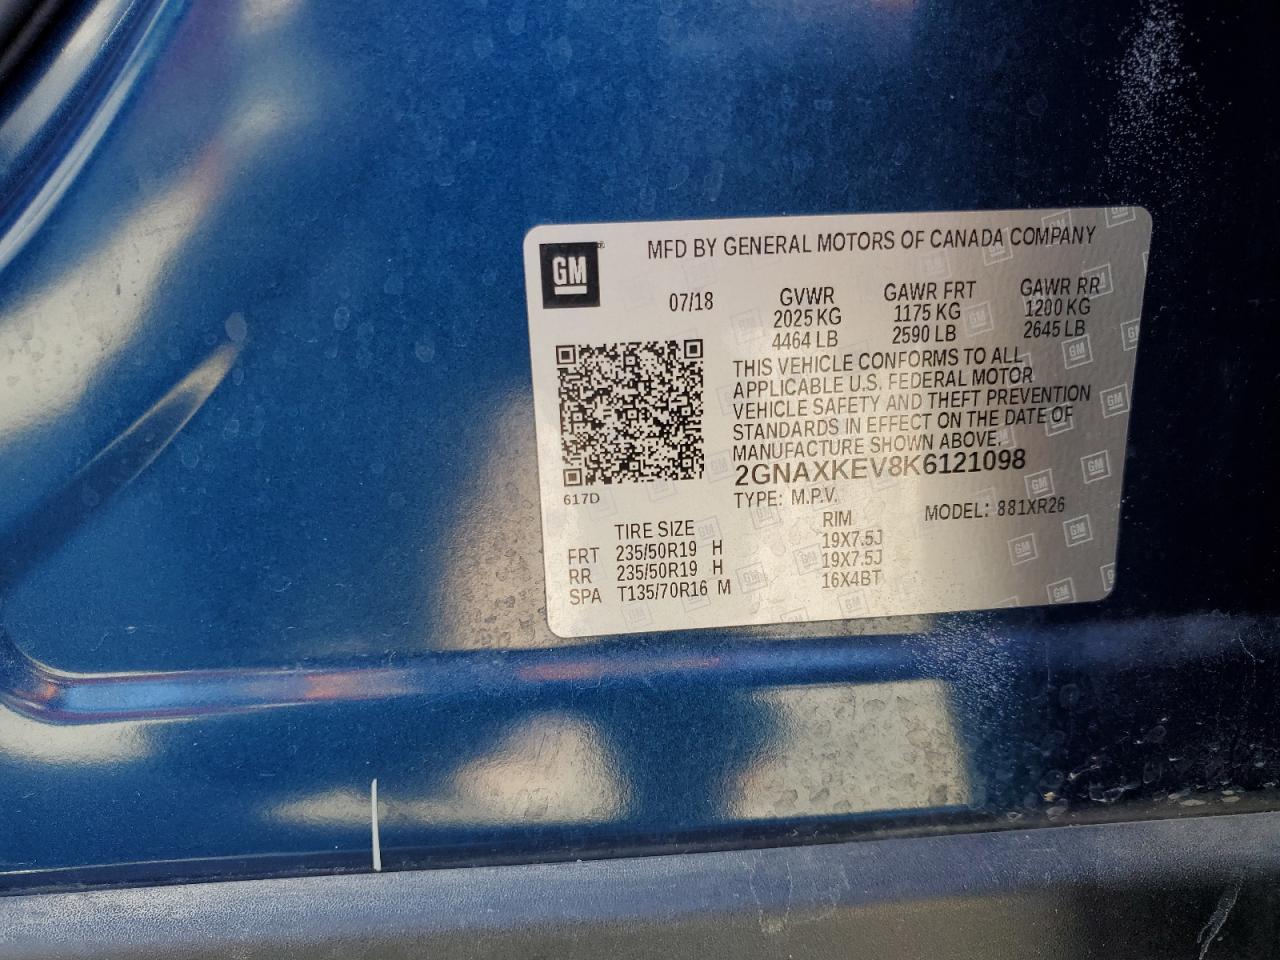 GM
MFD BY GENERAL MOTORS OF CANADA COMPANY
07/18 GVWR GAWR FRT GAWR RR
2025 KG 1175 KG 1200 KG
4464 LB 2590 LB 2645 LB
THIS VEHICLE CONFORMS TO ALL
APPLICABLE U.S. FEDERAL MOTOR
VEHICLE SAFETY AND THEFT PREVENTION
STANDARDS IN EFFECT ON THE DATE OF
MANUFACTURE SHOWN ABOVE.
2GNAXKEV8K6121098
617D
TYPE: M.P.V. MODEL: 881XR26
TIRE SIZE RIM
FRT 235/50R19 H 19X7.5J
RR 235/50R19 H 19X7.5J
SPA T135/70R16 M 16X4BT